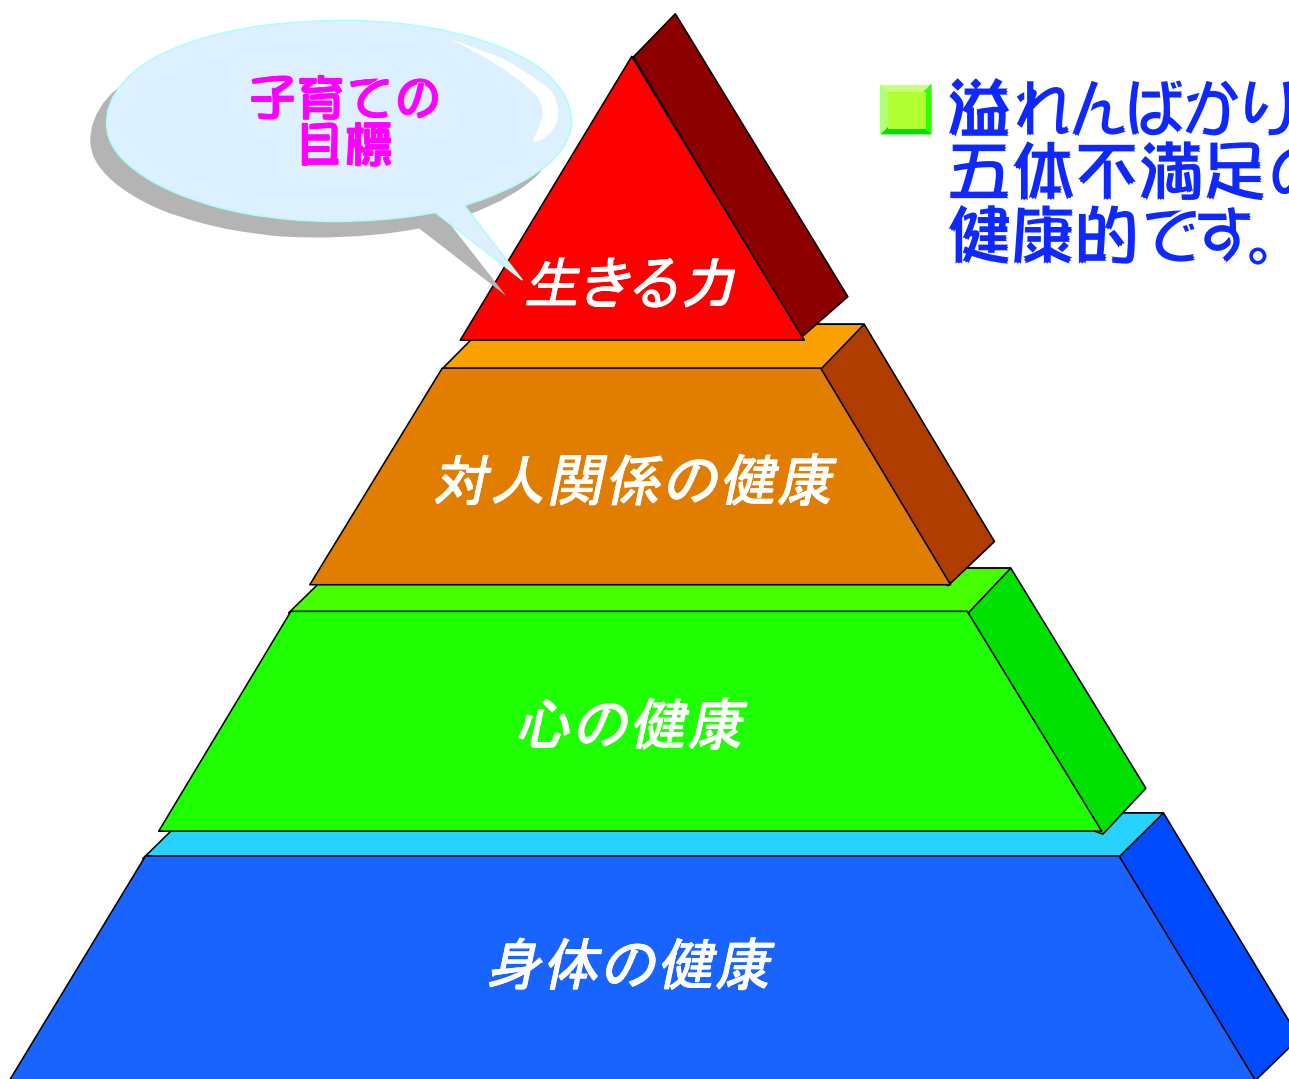 子育ての
目標
溢れんばかり
五体不満足の
健康的です。
生きる力
対人関係の健康
心の健康
身体の健康